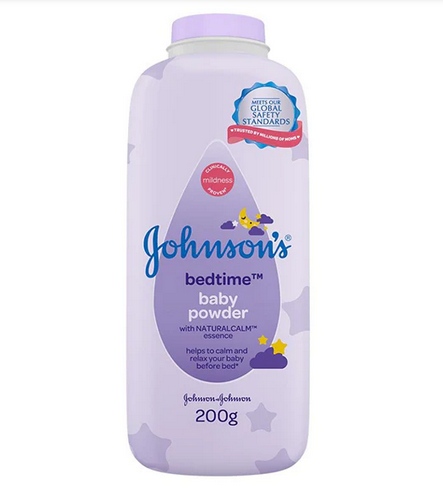 MEETS OUR
GLOBAL
SAFETY
STANDARDS
TRUSTED BY MILLIONS OF MOMS
CLINICALLY
mildness
PROVEN*
Johnson's®
bedtime™
baby
powder
with NATURALCALM™
essence
helps to calm and
relax your baby
before bed*
Johnson & Johnson
200g